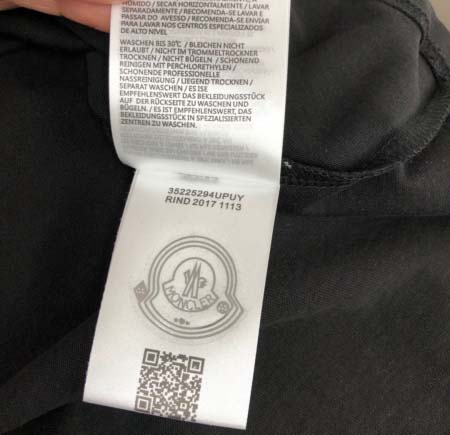 HÚMIDO / SECAR HORIZONTALMENTE / LAVAR
SEPARADAMENTE / RECOMENDA-SE LAVAR E
PASSAR DO AVESSO / RECOMENDA-SE ENVIAR
PARA LAVAR NOS CENTROS ESPECIALIZADOS
DE ALTO NÍVEL
WASCHEN BIS 30℃ / BLEICHEN NICHT
ERLAUBT / NICHT IM TROMMELTROCKNER
TROCKNEN / NICHT BÜGELN / SCHONEND
REINIGEN MIT PERCHLORETHYLEN /
SCHONENDE PROFESSIONELLE
NASSREINIGUNG / LIEGEND TROCKNEN /
SEPARAT WASCHEN / ES IST
EMPFEHLENSWERT DAS BEKLEIDUNGSSTÜCK
AUF DER RÜCKSEITE ZU WASCHEN UND
BÜGELN. / ES IST EMPFEHLENSWERT, DAS
BEKLEIDUNGSSTÜCK IN SPEZIALISIERTEN
ZENTREN ZU WASCHEN.
35225294UPUY
RIND 2017 1113
MONCLER